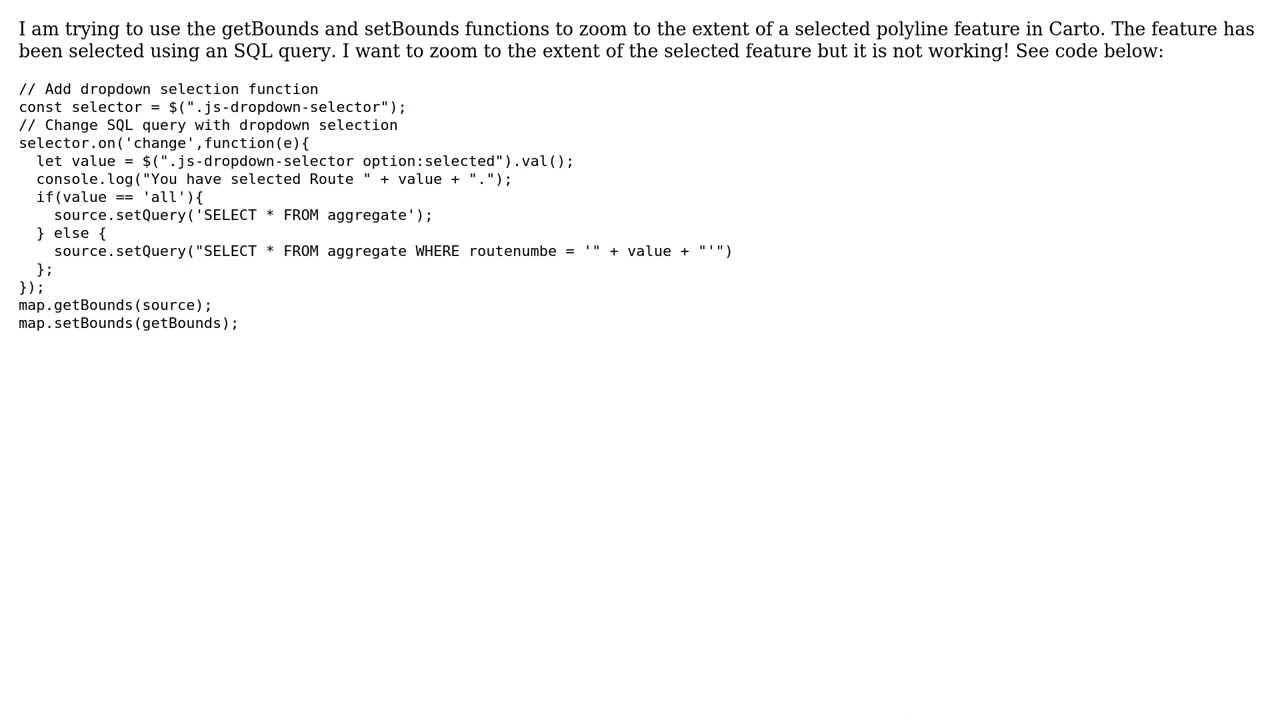 I am trying to use the getBounds and setBounds functions to zoom to the extent of a selected polyline feature in Carto. The feature has
been selected using an SQL query. I want to zoom to the extent of the selected feature but it is not working! See code below:
// Add dropdown selection function
const selector = $(".js-dropdown-selector");
// Change SQL query with dropdown selection
selector.on('change',function(e){
  let value = $(".js-dropdown-selector option:selected").val();
  console.log("You have selected Route " + value + ".");
  if(value == 'all'){
    source.setQuery('SELECT * FROM aggregate');
  } else {
    source.setQuery("SELECT * FROM aggregate WHERE routenumbe = '" + value + "'")
  };
});
map.getBounds(source);
map.setBounds(getBounds);